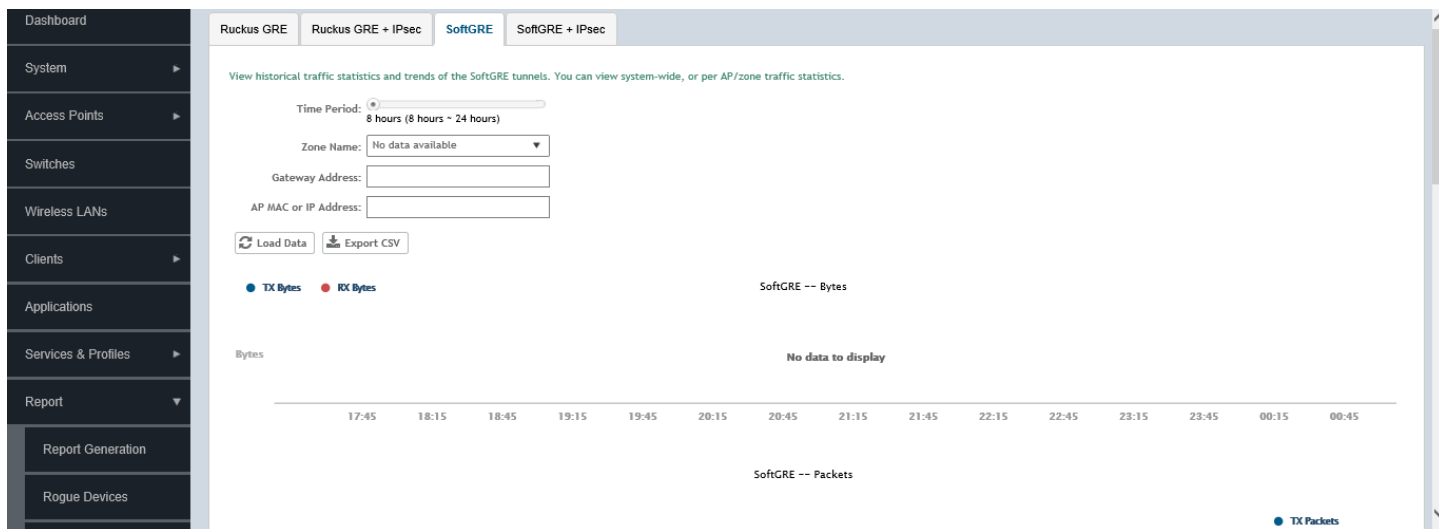 Dashboard
System
Access Points
Switches
Wireless LANs
Clients
Applications
Services & Profiles
Report
Report Generation
Rogue Devices
Ruckus GRE
Ruckus GRE + IPsec
SoftGRE
SoftGRE + IPsec
View historical traffic statistics and trends of the SoftGRE tunnels. You can view system-wide, or per AP/zone traffic statistics.
Time Period:
8 hours (8 hours ~ 24 hours)
Zone Name: No data available
Gateway Address:
AP MAC or IP Address:
Load Data Export CSV
TX Bytes RX Bytes
SoftGRE -- Bytes
Bytes
No data to display
17:45 18:15 18:45 19:15 19:45 20:15 20:45 21:15 21:45 22:15 22:45 23:15 23:45 00:15 00:45
SoftGRE -- Packets
TX Packets